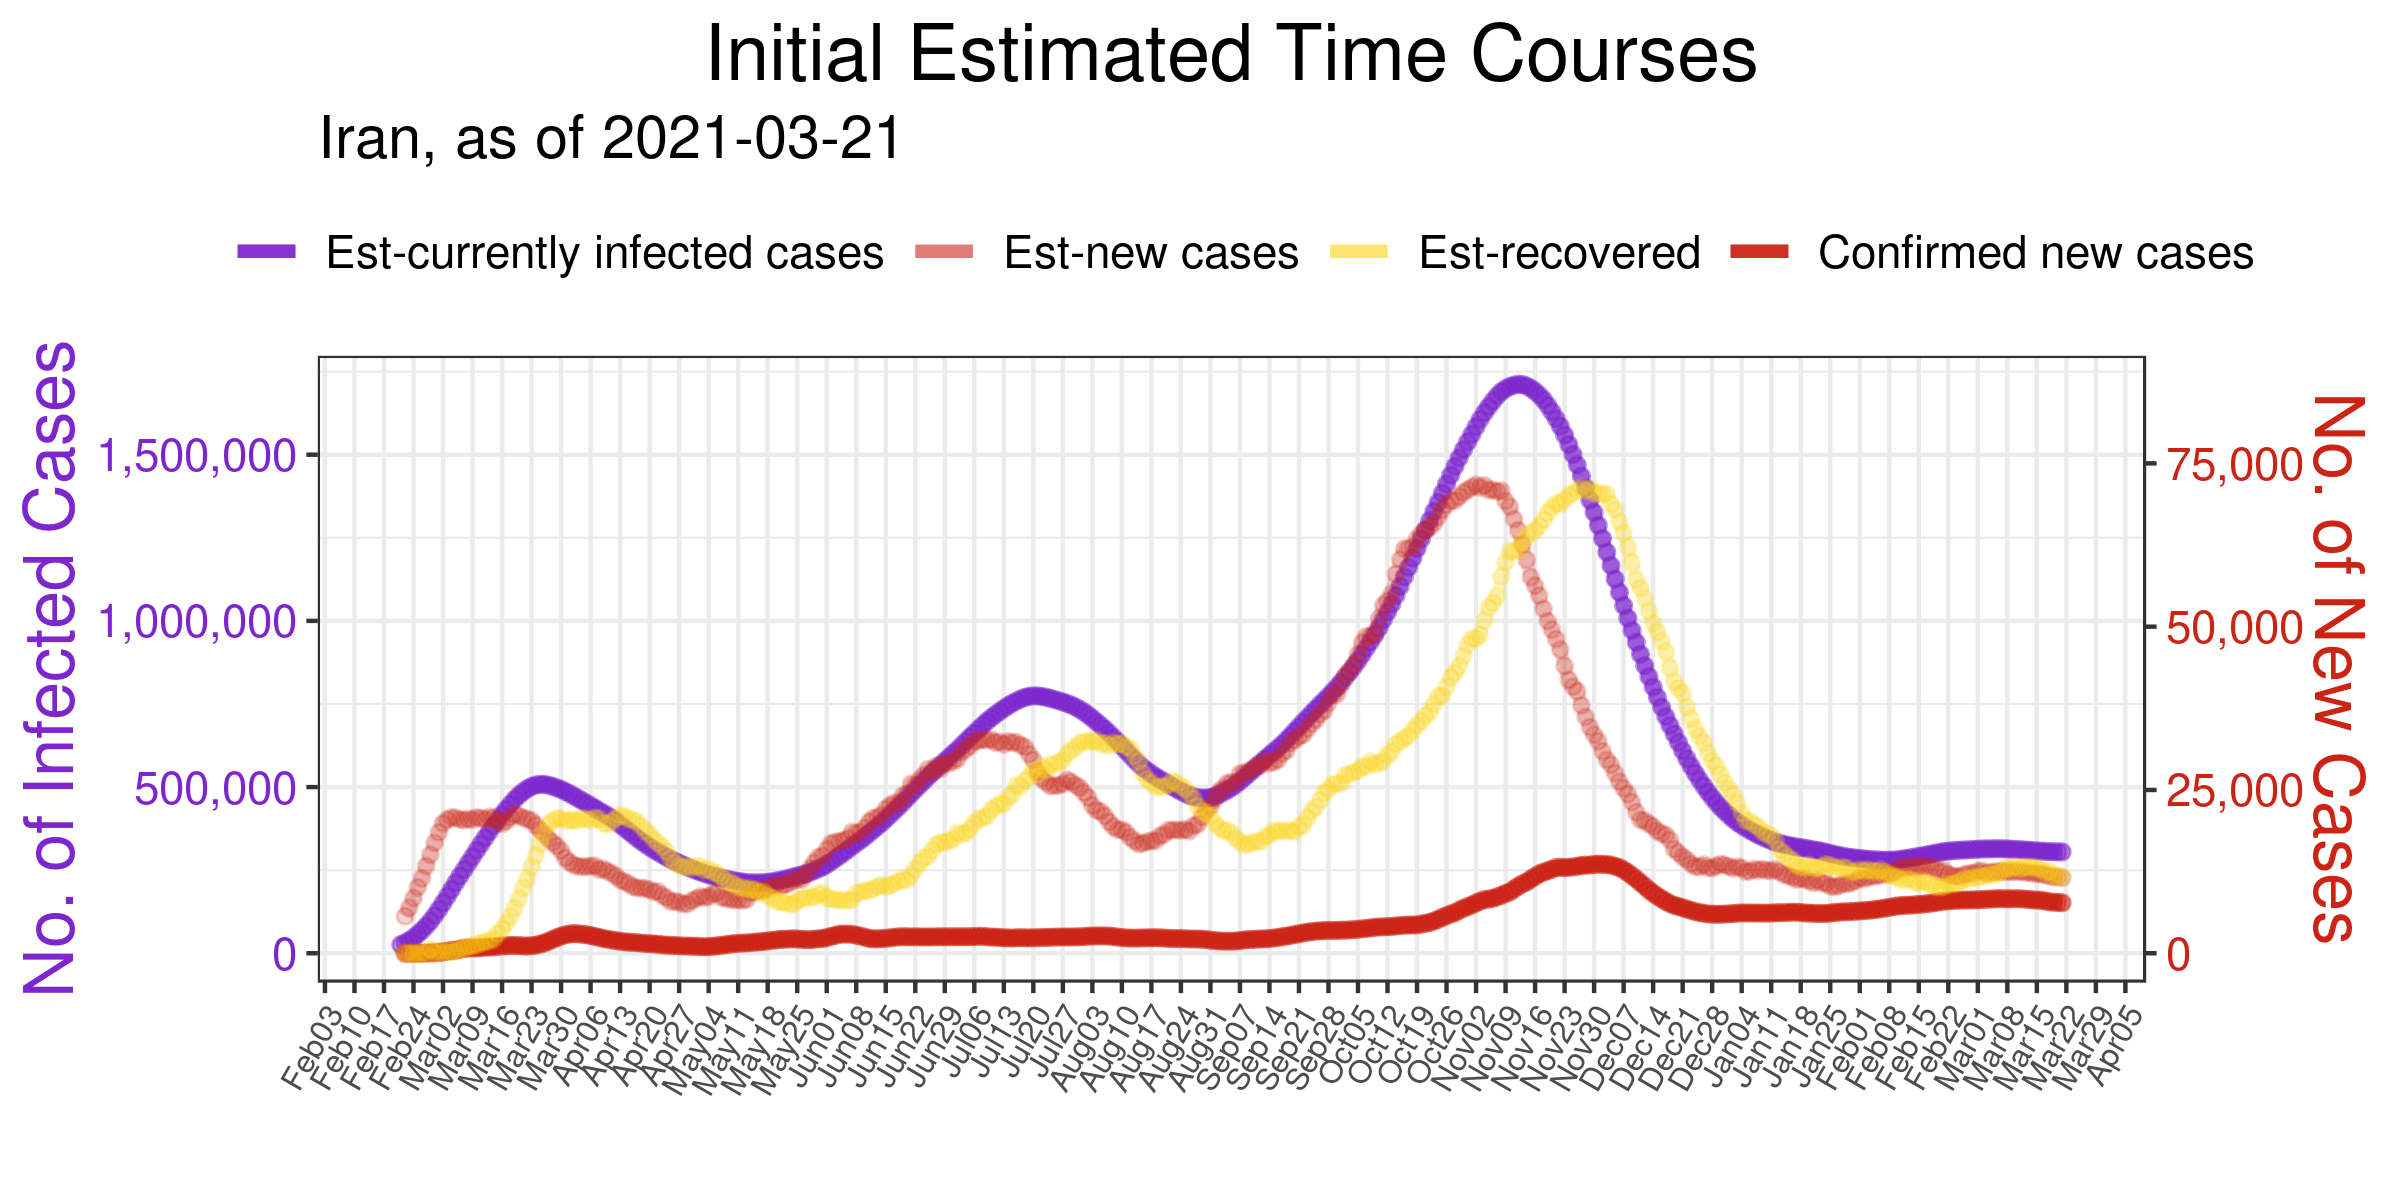 Initial Estimated Time Courses
Iran, as of 2021-03-21
Est-currently infected cases Est-new cases Est-recovered Confirmed new cases
No. of Infected Cases
1,500,000
1,000,000
500,000
0
75,000
50,000
25,000
0
No. of New Cases
Feb03 Feb10 Feb17 Feb24 Mar02 Mar09 Mar16 Mar23 Mar30 Apr06 Apr13 Apr20 Apr27 May04 May11 May18 May25 Jun01 Jun08 Jun15 Jun22 Jun29 Jul06 Jul13 Jul20 Jul27 Aug03 Aug10 Aug17 Aug24 Aug31 Sep07 Sep14 Sep21 Sep28 Oct05 Oct12 Oct19 Oct26 Nov02 Nov09 Nov16 Nov23 Nov30 Dec07 Dec14 Dec21 Dec28 Jan04 Jan11 Jan18 Jan25 Feb01 Feb08 Feb15 Feb22 Mar01 Mar08 Mar15 Mar22 Mar29 Apr05